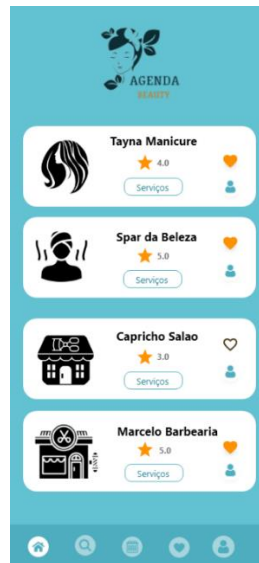 AGENDA
BEAUTY
Tayna Manicure
4.0
Serviços
Spar da Beleza
5.0
Serviços
Capricho Salao
3.0
Serviços
Marcelo Barbearia
5.0
Serviços